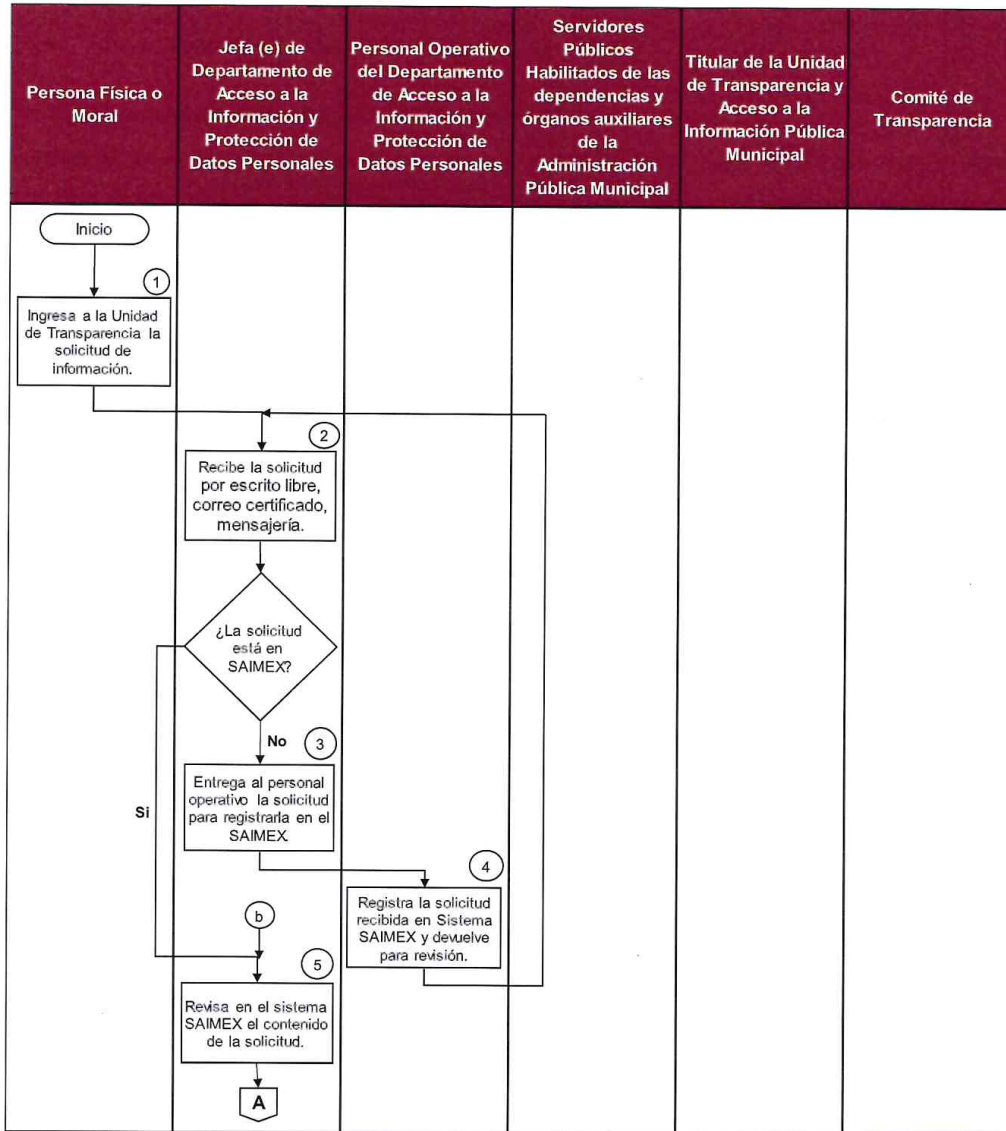 Persona Física o
Moral
Jefa (e) de
Departamento de
Acceso a la
Información y
Protección de
Datos Personales
Personal Operativo
del Departamento
de Acceso a la
Información y
Protección de
Datos Personales
Servidores
Públicos
Habilitados de las
dependencias y
órganos auxiliares
de la
Administración
Pública Municipal
Titular de la Unidad
de Transparencia y
Acceso a la
Información Pública
Municipal
Comité de
Transparencia
Inicio
1
Ingresa a la Unidad
de Transparencia la
solicitud de
información.
2
Recibe la solicitud
por escrito libre,
correo certificado,
mensajería.
¿La solicitud
está en
SAIMEX?
No
3
Si
Entrega al personal
operativo la solicitud
para registrarla en el
SAIMEX.
4
Registra la solicitud
recibida en Sistema
SAIMEX y devuelve
para revisión.
b
5
Revisa en el sistema
SAIMEX el contenido
de la solicitud.
A